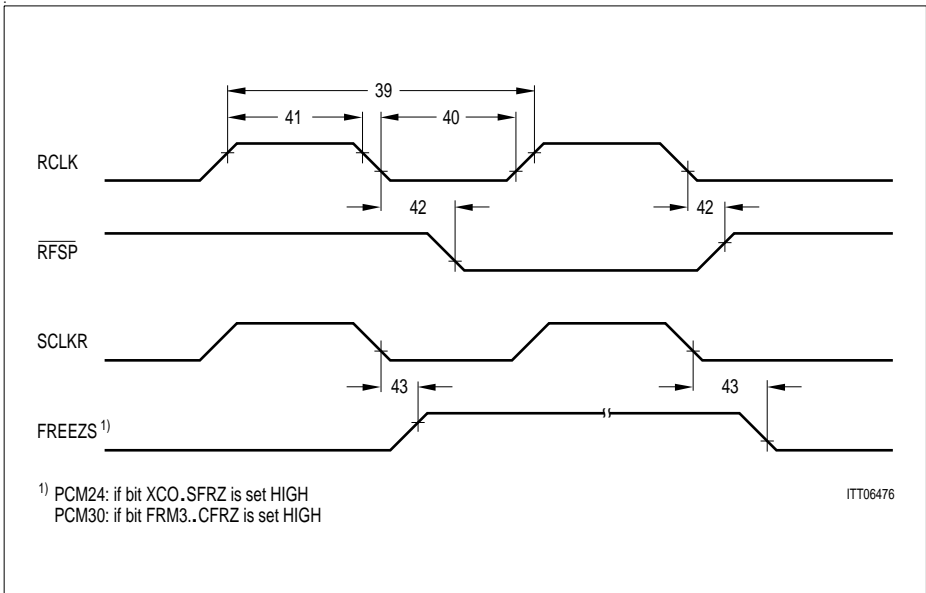 39
41
40
RCLK
42
42
RFSP
SCLKR
43
43
FREEZS 1)
1) PCM24: if bit XCO.SFRZ is set HIGH
PCM30: if bit FRM3..CFRZ is set HIGH
ITT06476